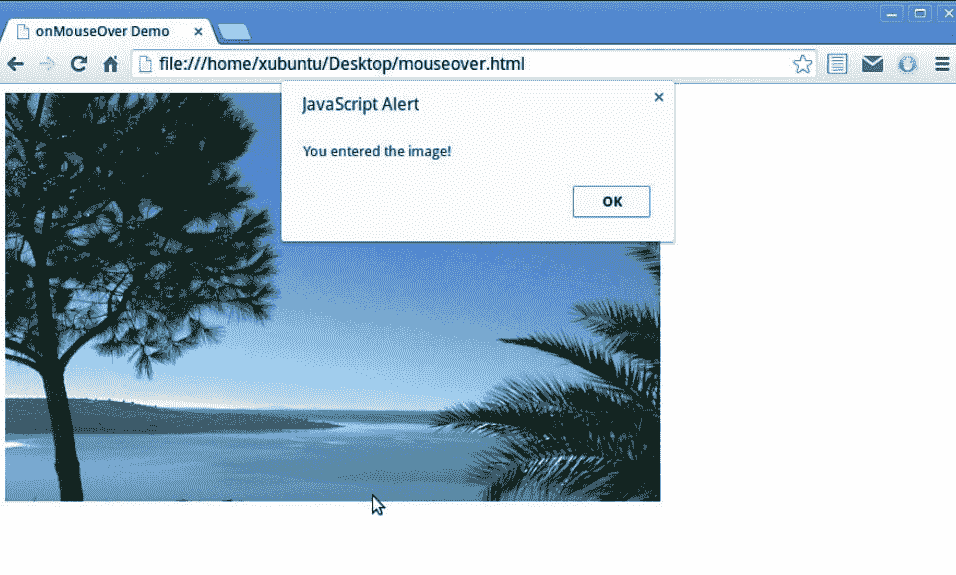 onMouseOver Demo
file:///home/xubuntu/Desktop/mouseover.html
JavaScript Alert
You entered the image!
OK